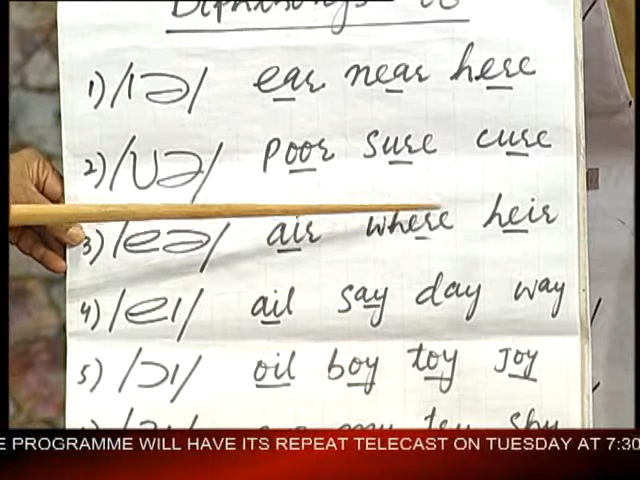 Diphthongs
1) /ɪə/ ear near here
2) /ʊə/ poor sure cure
3) /eə/ air where heir
4) /eɪ/ ail say day way
5) /ɔɪ/ oil boy toy Joy
E PROGRAMME WILL HAVE ITS REPEAT TELECAST ON TUESDAY AT 7:30